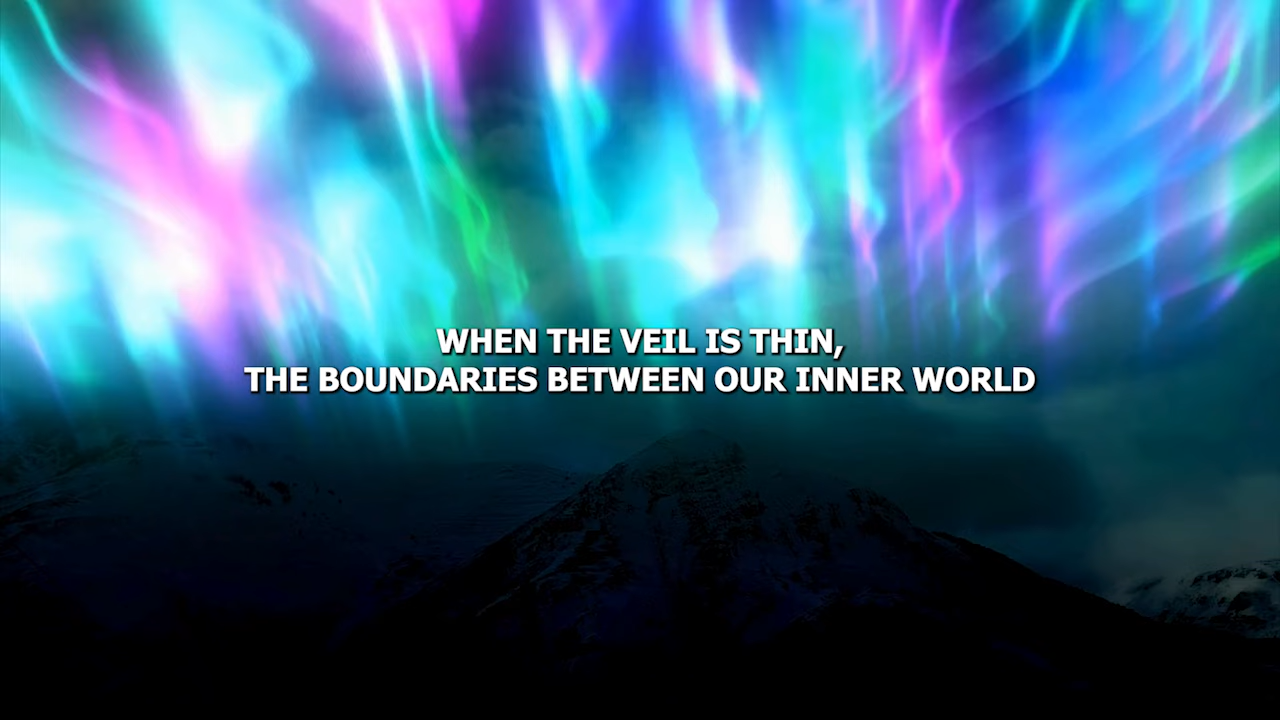 WHEN THE VEIL IS THIN,
THE BOUNDARIES BETWEEN OUR INNER WORLD